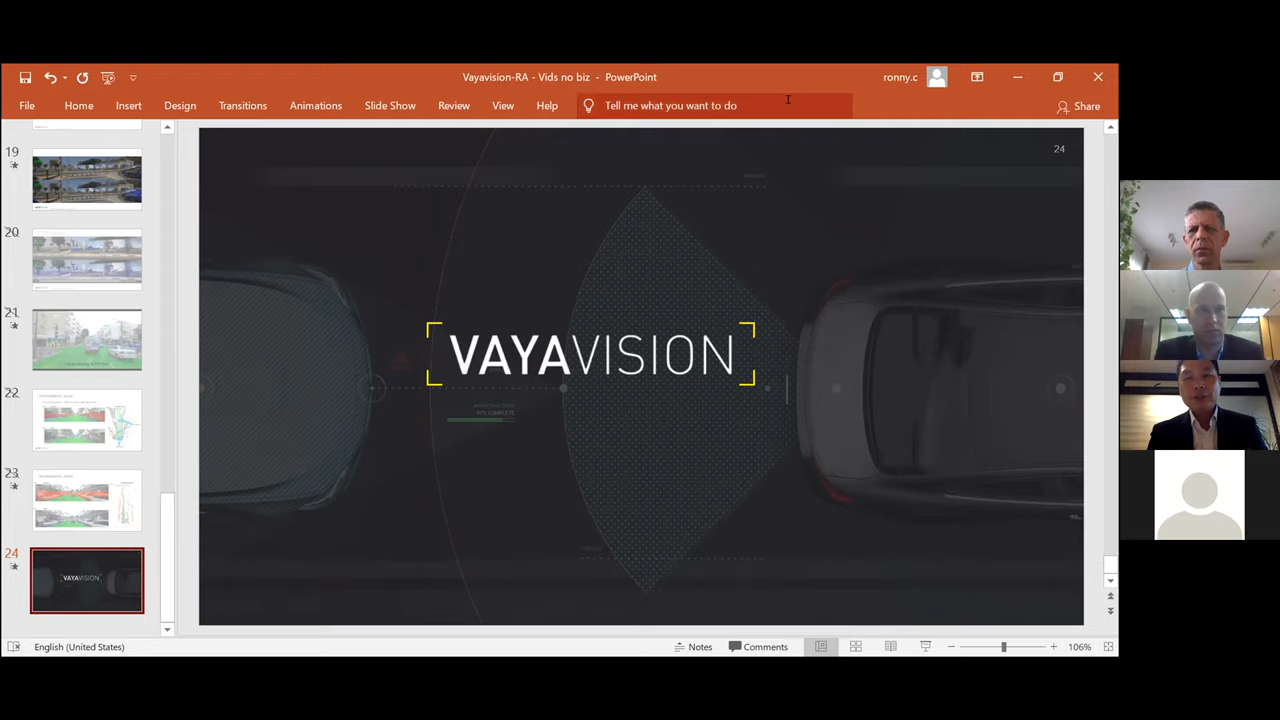 Vayavision-RA - Vids no biz - PowerPoint
ronny.c
File Home Insert Design Transitions Animations Slide Show Review View Help Tell me what you want to do Share
19
20
21
22
23
24
VAYAVISION
24
VAYAVISION
97% COMPLETE
English (United States)
Notes Comments 106%